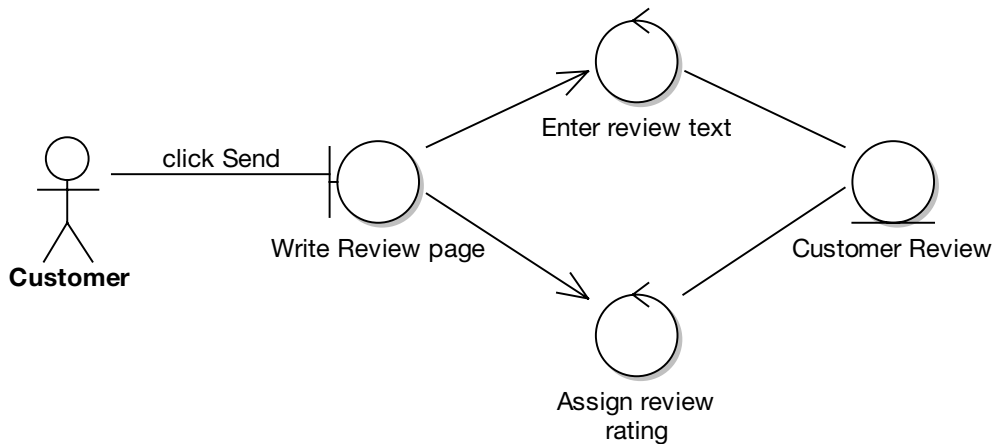 Enter review text
click Send
Write Review page
Customer Review
Customer
Assign review
rating